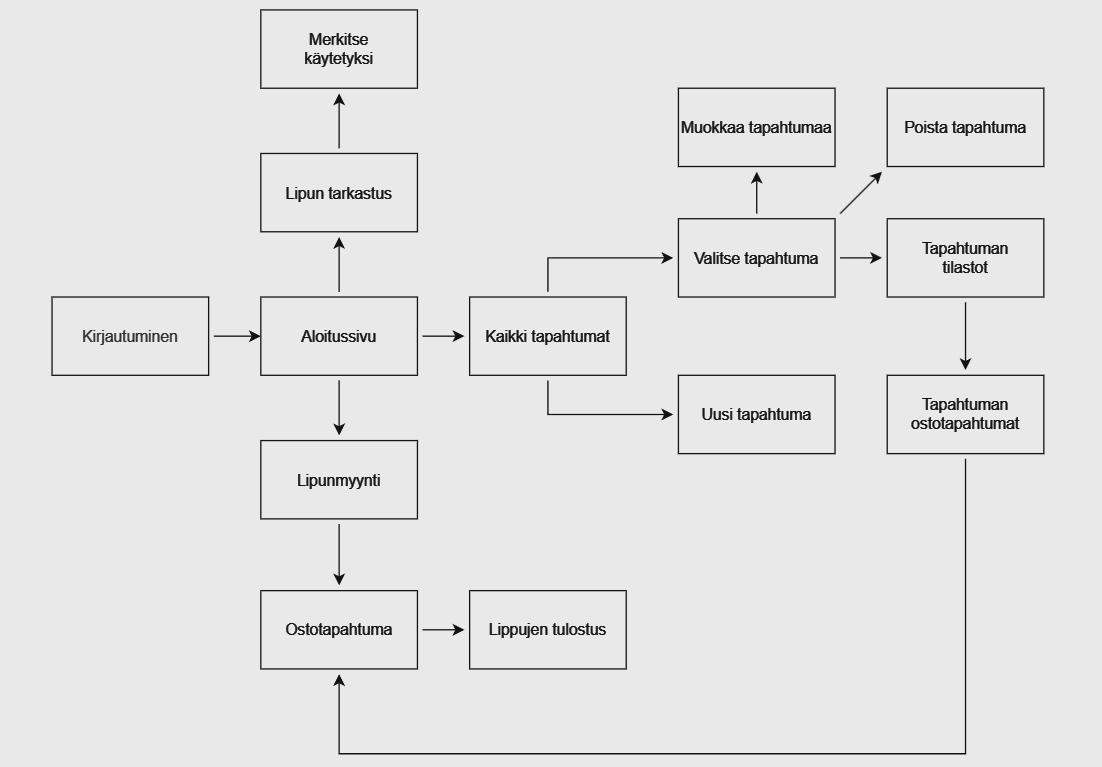 Merkitse
käytetyksi
Muokkaa tapahtumaa
Poista tapahtuma
Lipun tarkastus
Valitse tapahtuma
Tapahtuman
tilastot
Kirjautuminen
Aloitussivu
Kaikki tapahtumat
Uusi tapahtuma
Tapahtuman
ostotapahtumat
Lipunmyynti
Ostotapahtuma
Lippujen tulostus